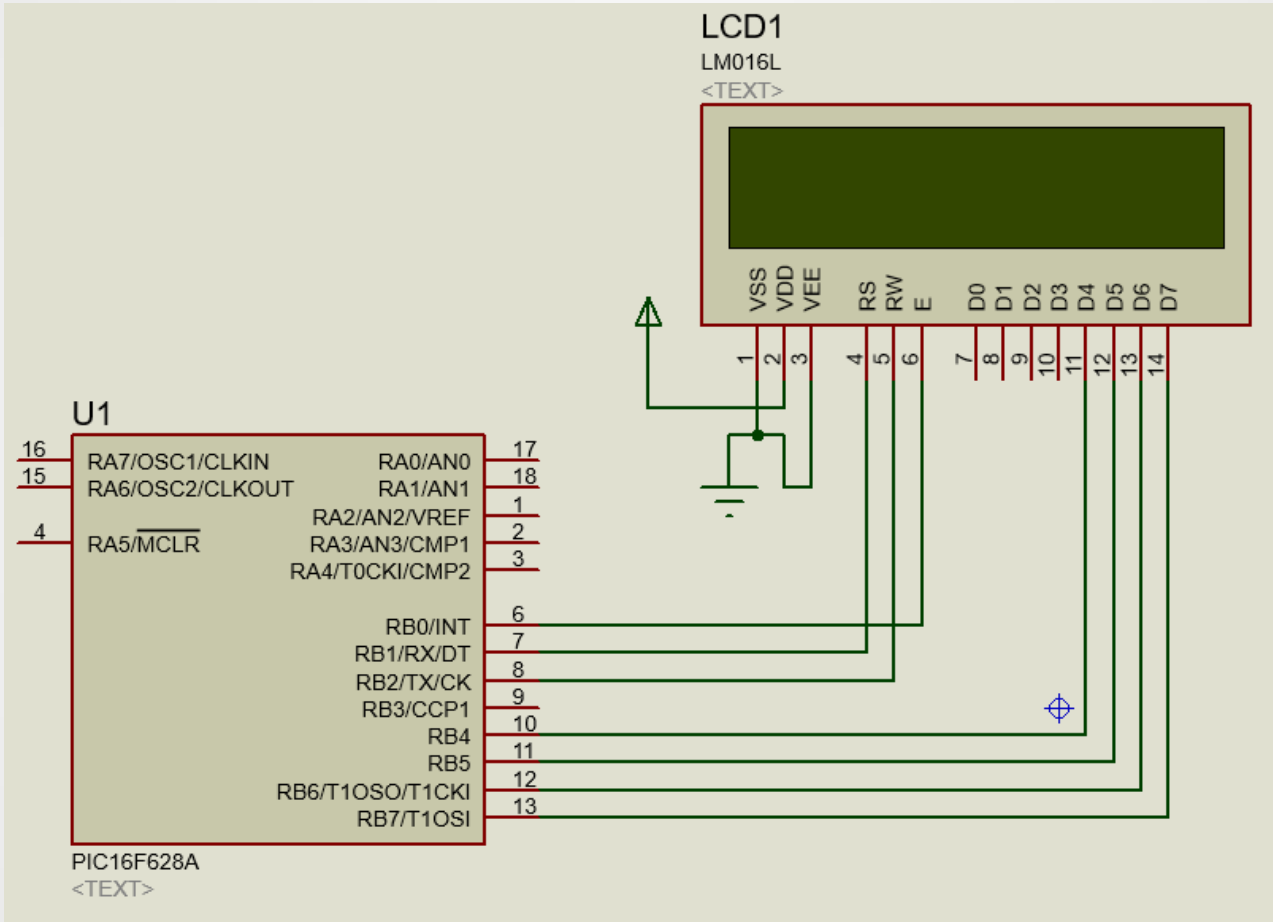 LCD1
LM016L
<TEXT>
VSS
VDD
VEE
RS
RW
E
D0
D1
D2
D3
D4
D5
D6
D7
1
2
3
4
5
6
7
8
9
10
11
12
13
14
U1
16 RA7/OSC1/CLKIN RA0/AN0 17
15 RA6/OSC2/CLKOUT RA1/AN1 18
RA2/AN2/VREF 1
4 RA5/MCLR RA3/AN3/CMP1 2
RA4/T0CKI/CMP2 3
RB0/INT 6
RB1/RX/DT 7
RB2/TX/CK 8
RB3/CCP1 9
RB4 10
RB5 11
RB6/T1OSO/T1CKI 12
RB7/T1OSI 13
PIC16F628A
<TEXT>